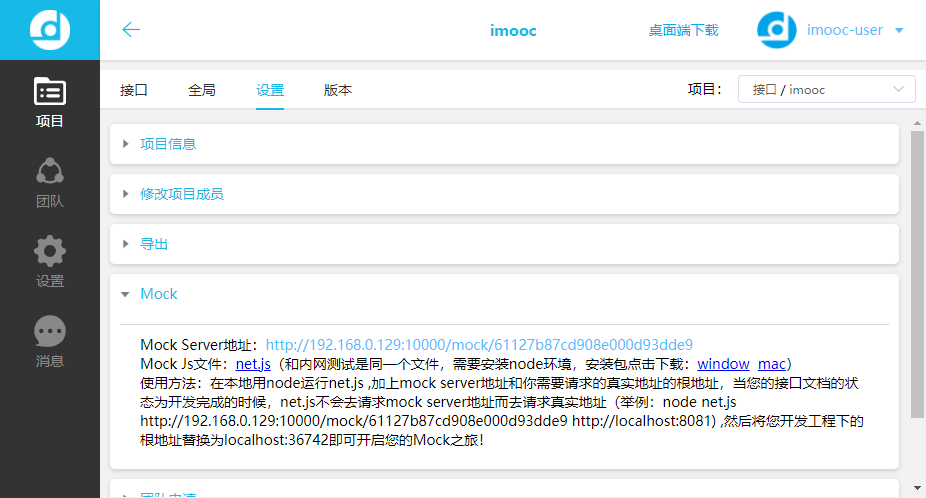 imooc
桌面端下载
imooc-user
项目
团队
设置
消息
接口 全局 设置 版本
项目： 接口 / imooc
项目信息
修改项目成员
导出
Mock
Mock Server地址：http://192.168.0.129:10000/mock/61127b87cd908e000d93dde9
Mock Js文件：net.js（和内网测试是同一个文件，需要安装node环境，安装包点击下载：window mac）
使用方法：在本地用node运行net.js ,加上mock server地址和你需要请求的真实地址的根地址，当您的接口文档的状
态为开发完成的时候，net.js不会去请求mock server地址而去请求真实地址（举例：node net.js
http://192.168.0.129:10000/mock/61127b87cd908e000d93dde9 http://localhost:8081) ,然后将您开发工程下的
根地址替换为localhost:36742即可开启您的Mock之旅！
团队申请